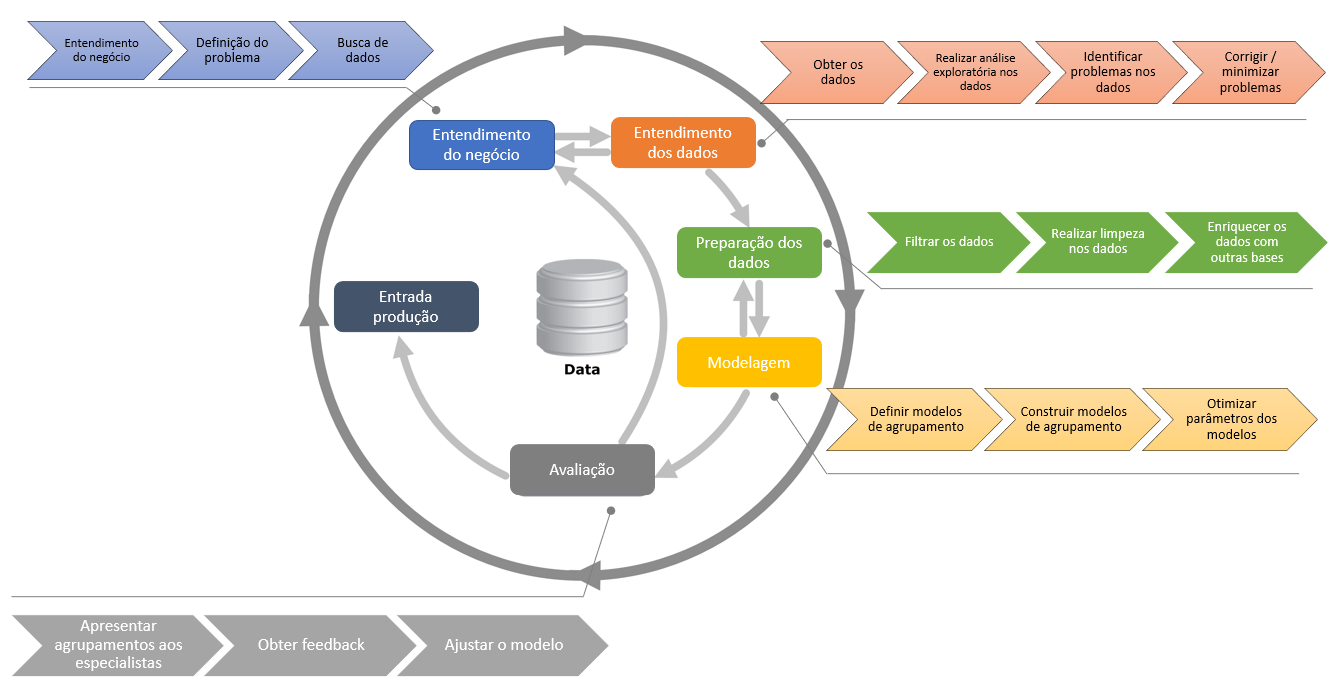 Entendimento
do negócio
Definição do
problema
Busca de
dados
Obter os
dados
Realizar análise
exploratória nos
dados
Identificar
problemas nos
dados
Corrigir /
minimizar
problemas
Entendimento
do negócio
Entendimento
dos dados
Preparação dos
dados
Filtrar os dados
Realizar limpeza
nos dados
Enriquecer os
dados com
outras bases
Entrada
produção
Data
Modelagem
Definir modelos
de agrupamento
Construir modelos
de agrupamento
Otimizar
parâmetros dos
modelos
Avaliação
Apresentar
agrupamentos aos
especialistas
Obter feedback
Ajustar o modelo